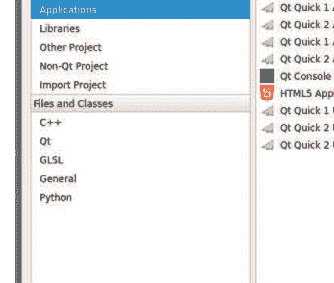 Applications
Libraries
Other Project
Non-Qt Project
Import Project
Files and Classes
C++
Qt
GLSL
General
Python
Qt Quick 1
Qt Quick 2
Qt Quick 1
Qt Quick 2
Qt Console
HTML5 App
Qt Quick 1
Qt Quick 2
Qt Quick 2